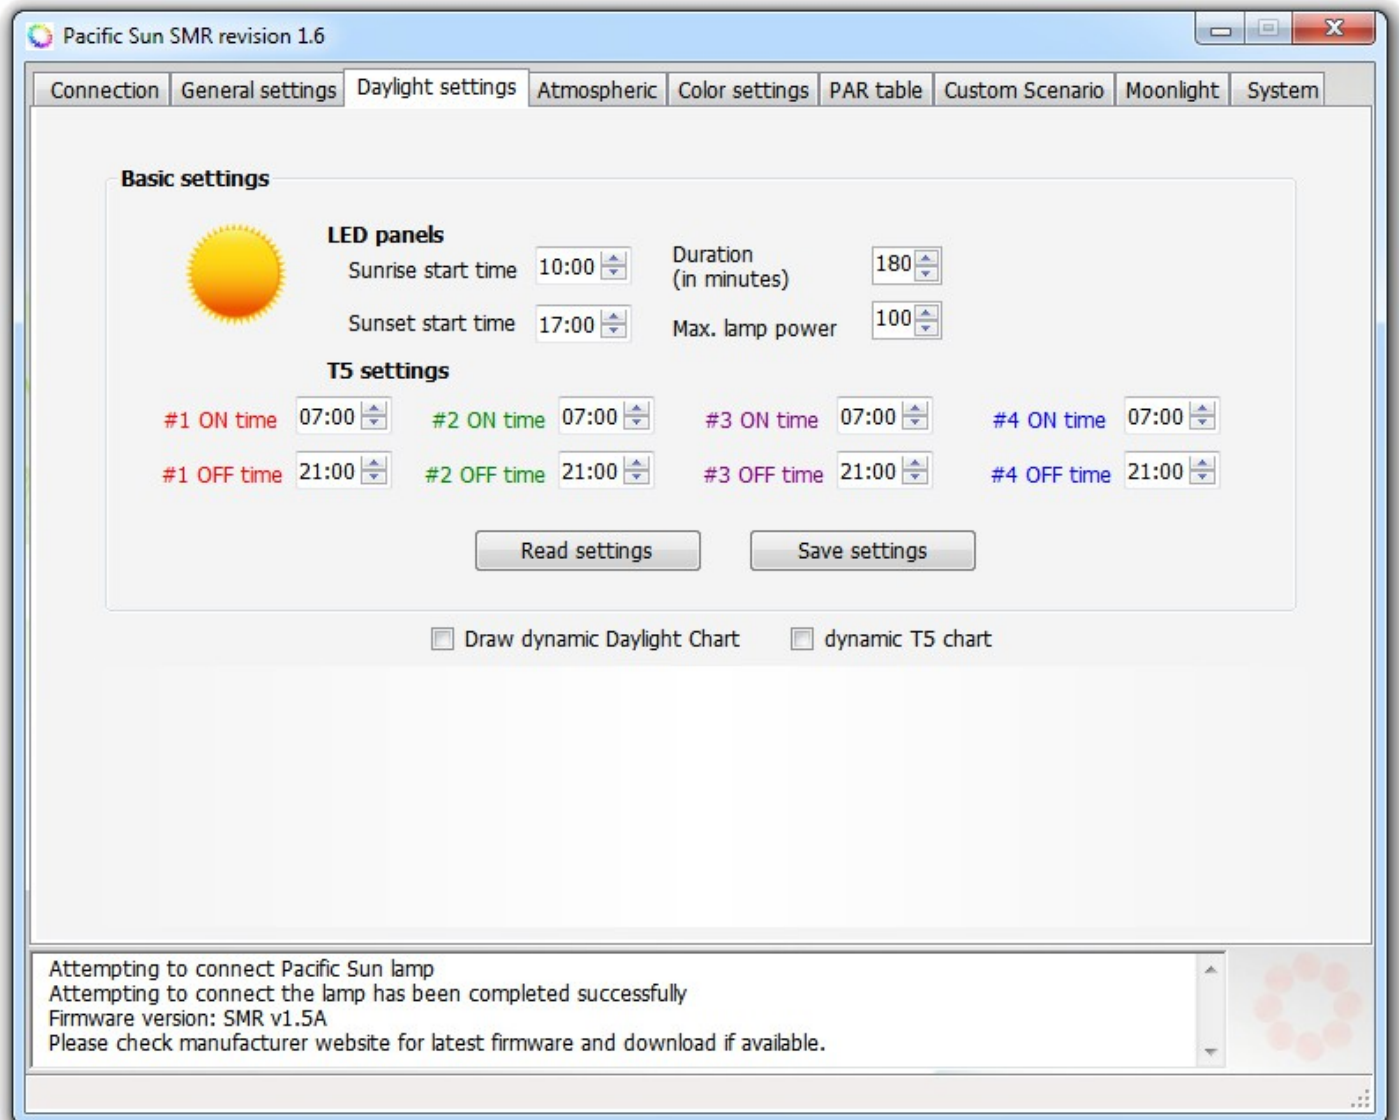 Pacific Sun SMR revision 1.6
X
Connection General settings Daylight settings Atmospheric Color settings PAR table Custom Scenario Moonlight System
Basic settings
LED panels
Sunrise start time 10:00 Duration (in minutes) 180
Sunset start time 17:00 Max. lamp power 100
T5 settings
#1 ON time 07:00 #2 ON time 07:00 #3 ON time 07:00 #4 ON time 07:00
#1 OFF time 21:00 #2 OFF time 21:00 #3 OFF time 21:00 #4 OFF time 21:00
Read settings Save settings
Draw dynamic Daylight Chart dynamic T5 chart
Attempting to connect Pacific Sun lamp
Attempting to connect the lamp has been completed successfully
Firmware version: SMR v1.5A
Please check manufacturer website for latest firmware and download if available.